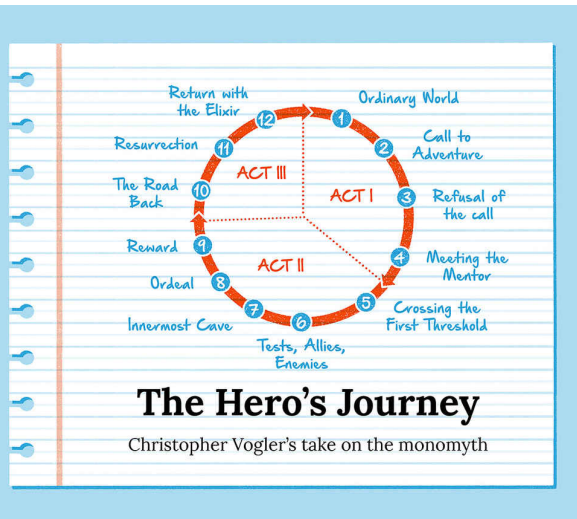 Ordinary World
1
Call to
Adventure
2
Refusal of
the call
3
Meeting the
Mentor
4
Crossing the
First Threshold
5
Tests, Allies,
Enemies
6
Innermost Cave
7
Ordeal
8
Reward
9
The Road
Back
10
Resurrection
11
Return with
the Elixir
12
ACT I
ACT II
ACT III
The Hero's Journey
Christopher Vogler's take on the monomyth